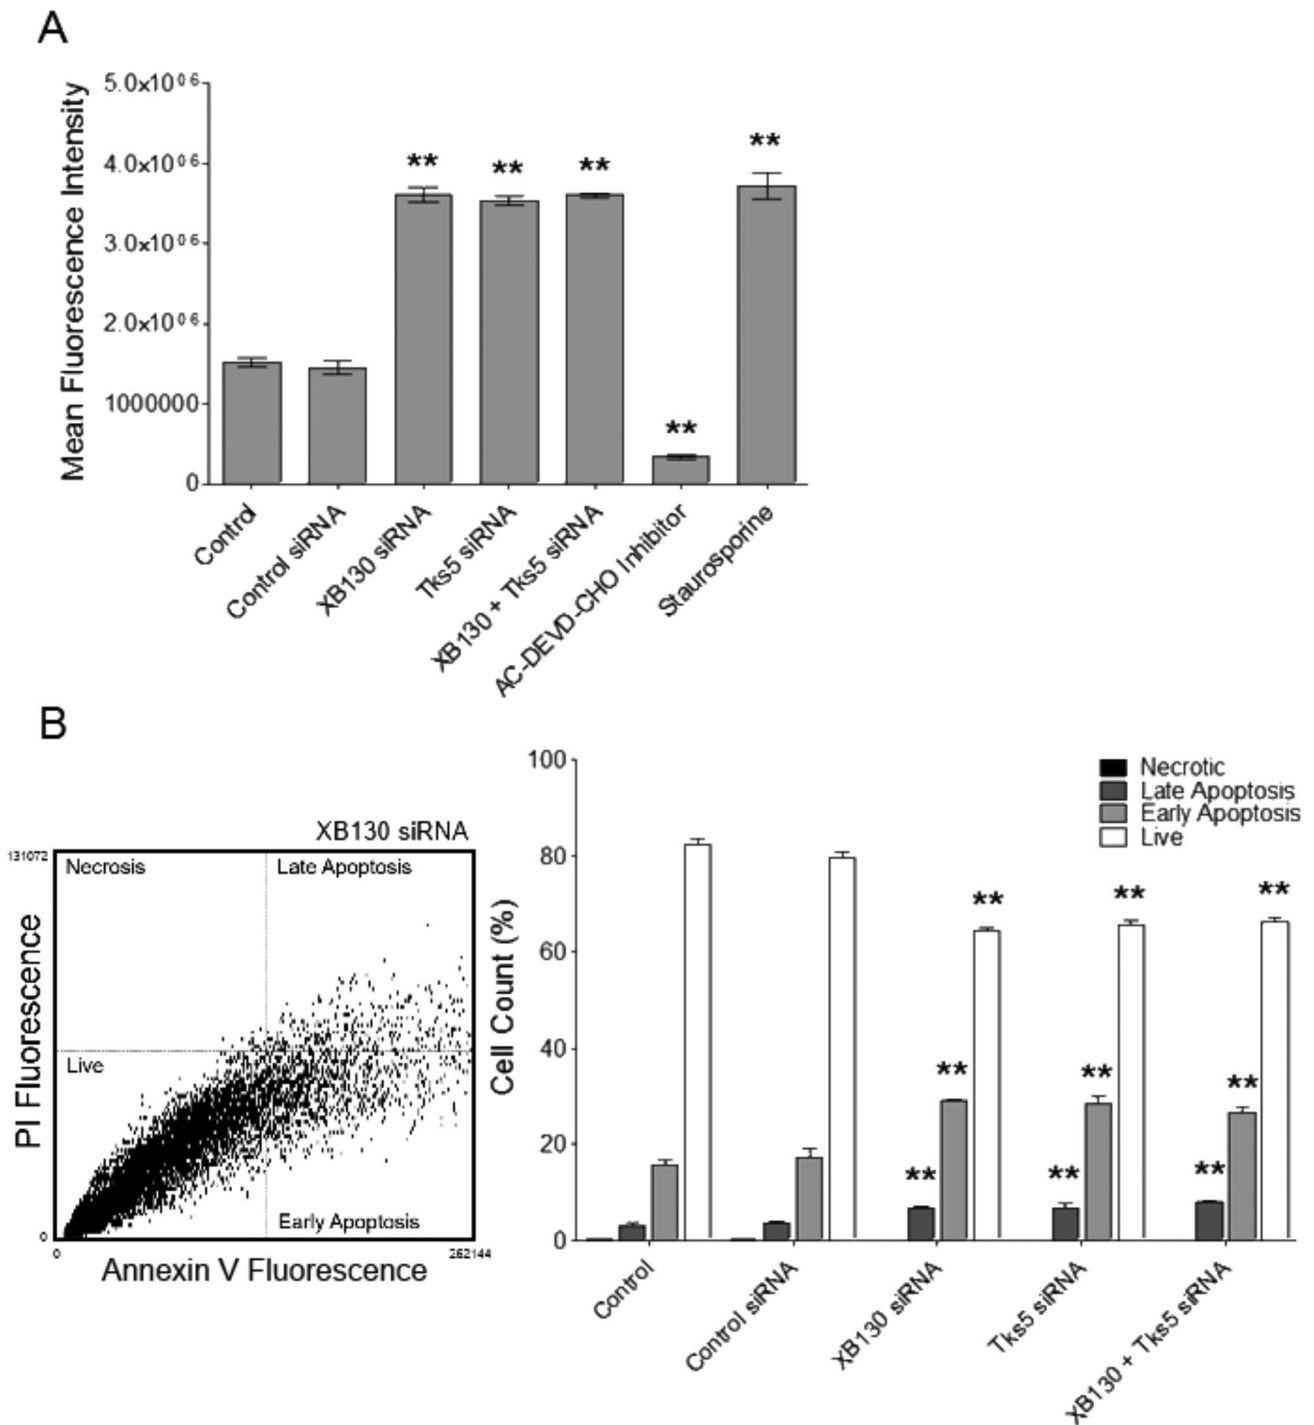 A
Mean Fluorescence Intensity
5.0x10⁰⁶
4.0x10⁰⁶
3.0x10⁰⁶
2.0x10⁰⁶
1000000
0
**
**
**
**
**
Control
Control siRNA
XB130 siRNA
Tks5 siRNA
XB130 + Tks5 siRNA
AC-DEVD-CHO Inhibitor
Staurosporine
B
XB130 siRNA
131072
Necrosis
Late Apoptosis
Live
Early Apoptosis
PI Fluorescence
0
0
262144
Annexin V Fluorescence
Cell Count (%)
100
80
60
40
20
0
Necrotic
Late Apoptosis
Early Apoptosis
Live
**
**
**
**
**
**
**
**
**
Control
Control siRNA
XB130 siRNA
Tks5 siRNA
XB130 + Tks5 siRNA